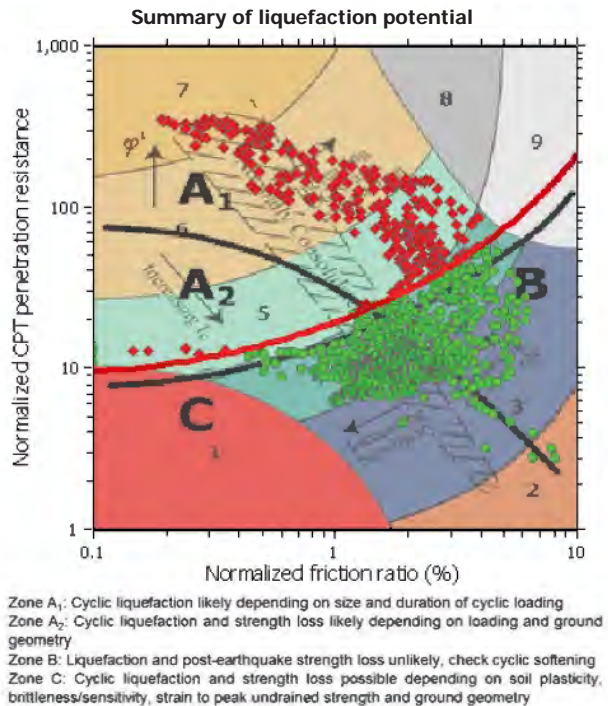 Summary of liquefaction potential
1,000
7
8
9
φ'
A1
100
Normally Consolidated
6
Increasing
A2
B
5
10
C
1
3
2
1
0.1
1
10
Normalized CPT penetration resistance
Normalized friction ratio (%)
Zone A1: Cyclic liquefaction likely depending on size and duration of cyclic loading
Zone A2: Cyclic liquefaction and strength loss likely depending on loading and ground
geometry
Zone B: Liquefaction and post-earthquake strength loss unlikely, check cyclic softening
Zone C: Cyclic liquefaction and strength loss possible depending on soil plasticity,
brittleness/sensitivity, strain to peak undrained strength and ground geometry